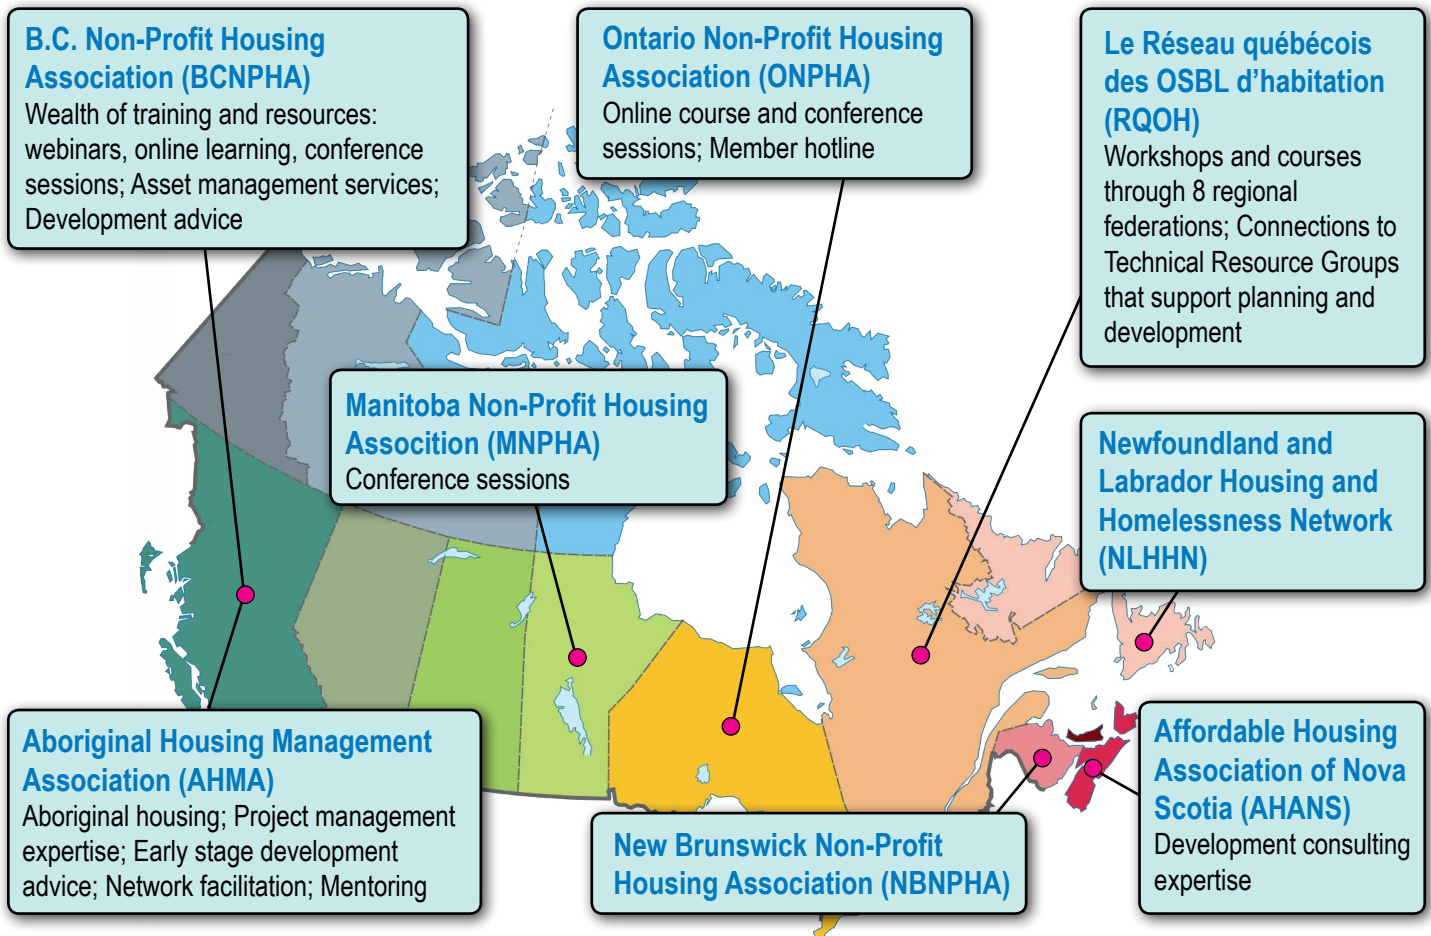 B.C. Non-Profit Housing
Association (BCNPHA)
Wealth of training and resources:
webinars, online learning, conference
sessions; Asset management services;
Development advice
Ontario Non-Profit Housing
Association (ONPHA)
Online course and conference
sessions; Member hotline
Le Réseau québécois
des OSBL d’habitation
(RQOH)
Workshops and courses
through 8 regional
federations; Connections to
Technical Resource Groups
that support planning and
development
Manitoba Non-Profit Housing
Assocition (MNPHA)
Conference sessions
Newfoundland and
Labrador Housing and
Homelessness Network
(NLHHN)
Aboriginal Housing Management
Association (AHMA)
Aboriginal housing; Project management
expertise; Early stage development
advice; Network facilitation; Mentoring
New Brunswick Non-Profit
Housing Association (NBNPHA)
Affordable Housing
Association of Nova
Scotia (AHANS)
Development consulting
expertise